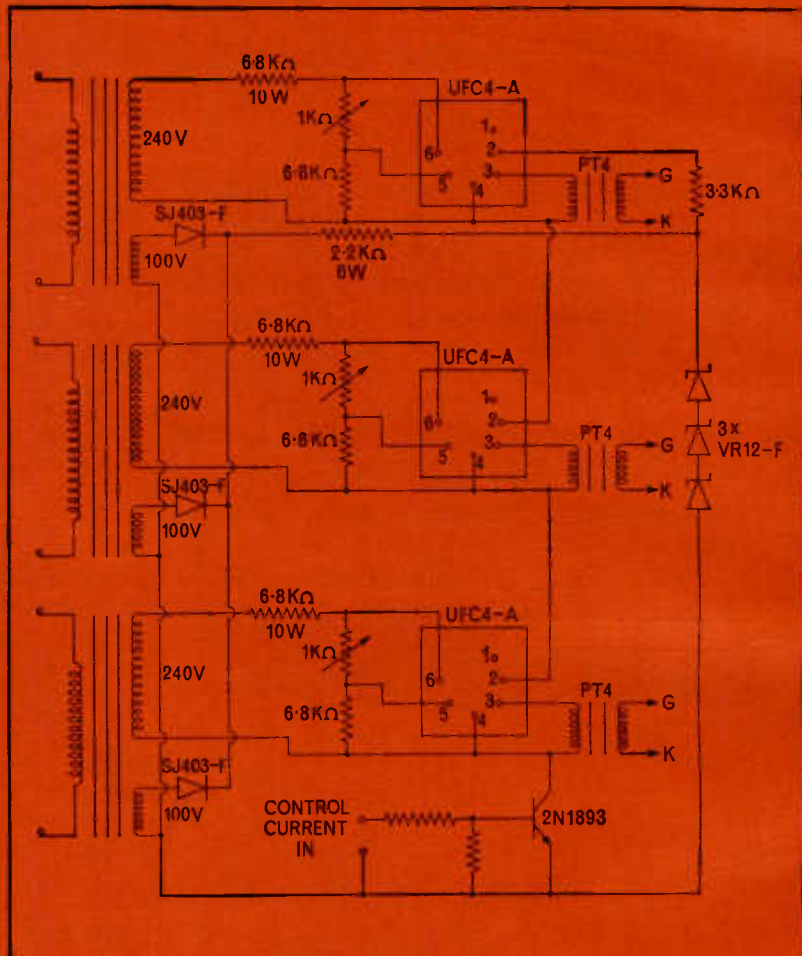 6·8KΩ
10W
UFC4-A
1KΩ
240V
6·8KΩ
1
2
3
4
5
6
PT4
G
K
3·3KΩ
SJ403-F
100V
2·2KΩ
6W
6·8KΩ
10W
UFC4-A
1KΩ
240V
6·8KΩ
1
2
3
4
5
6
PT4
G
K
3x
VR12-F
SJ403-F
100V
6·8KΩ
10W
UFC4-A
1KΩ
240V
6·8KΩ
1
2
3
4
5
6
PT4
G
K
SJ403-F
100V
CONTROL
CURRENT
IN
2N1893